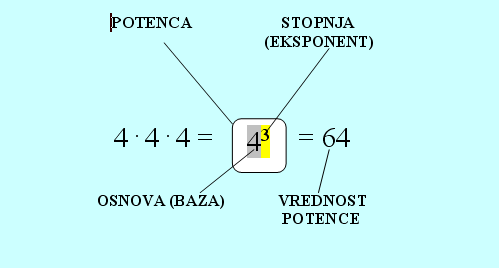 POTENCA
STOPNJA
(EKSPONENT)
4 · 4 · 4 = 4³ = 64
OSNOVA (BAZA)
VREDNOST
POTENCE